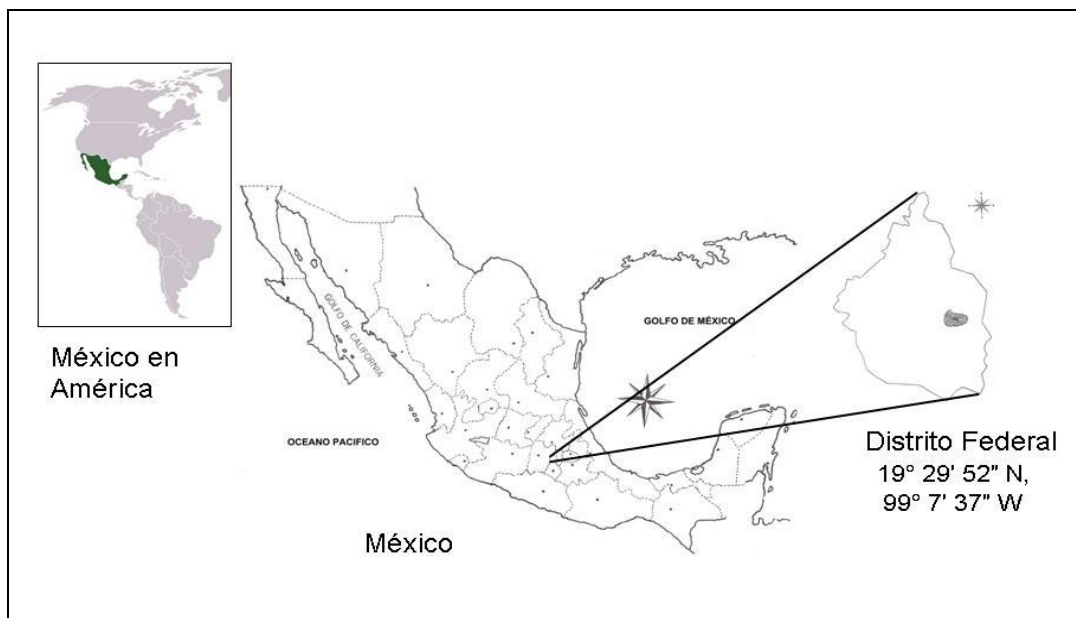 México en
América
GOLFO DE CALIFORNIA
GOLFO DE MÉXICO
OCEANO PACIFICO
México
Distrito Federal
19° 29' 52" N,
99° 7' 37" W